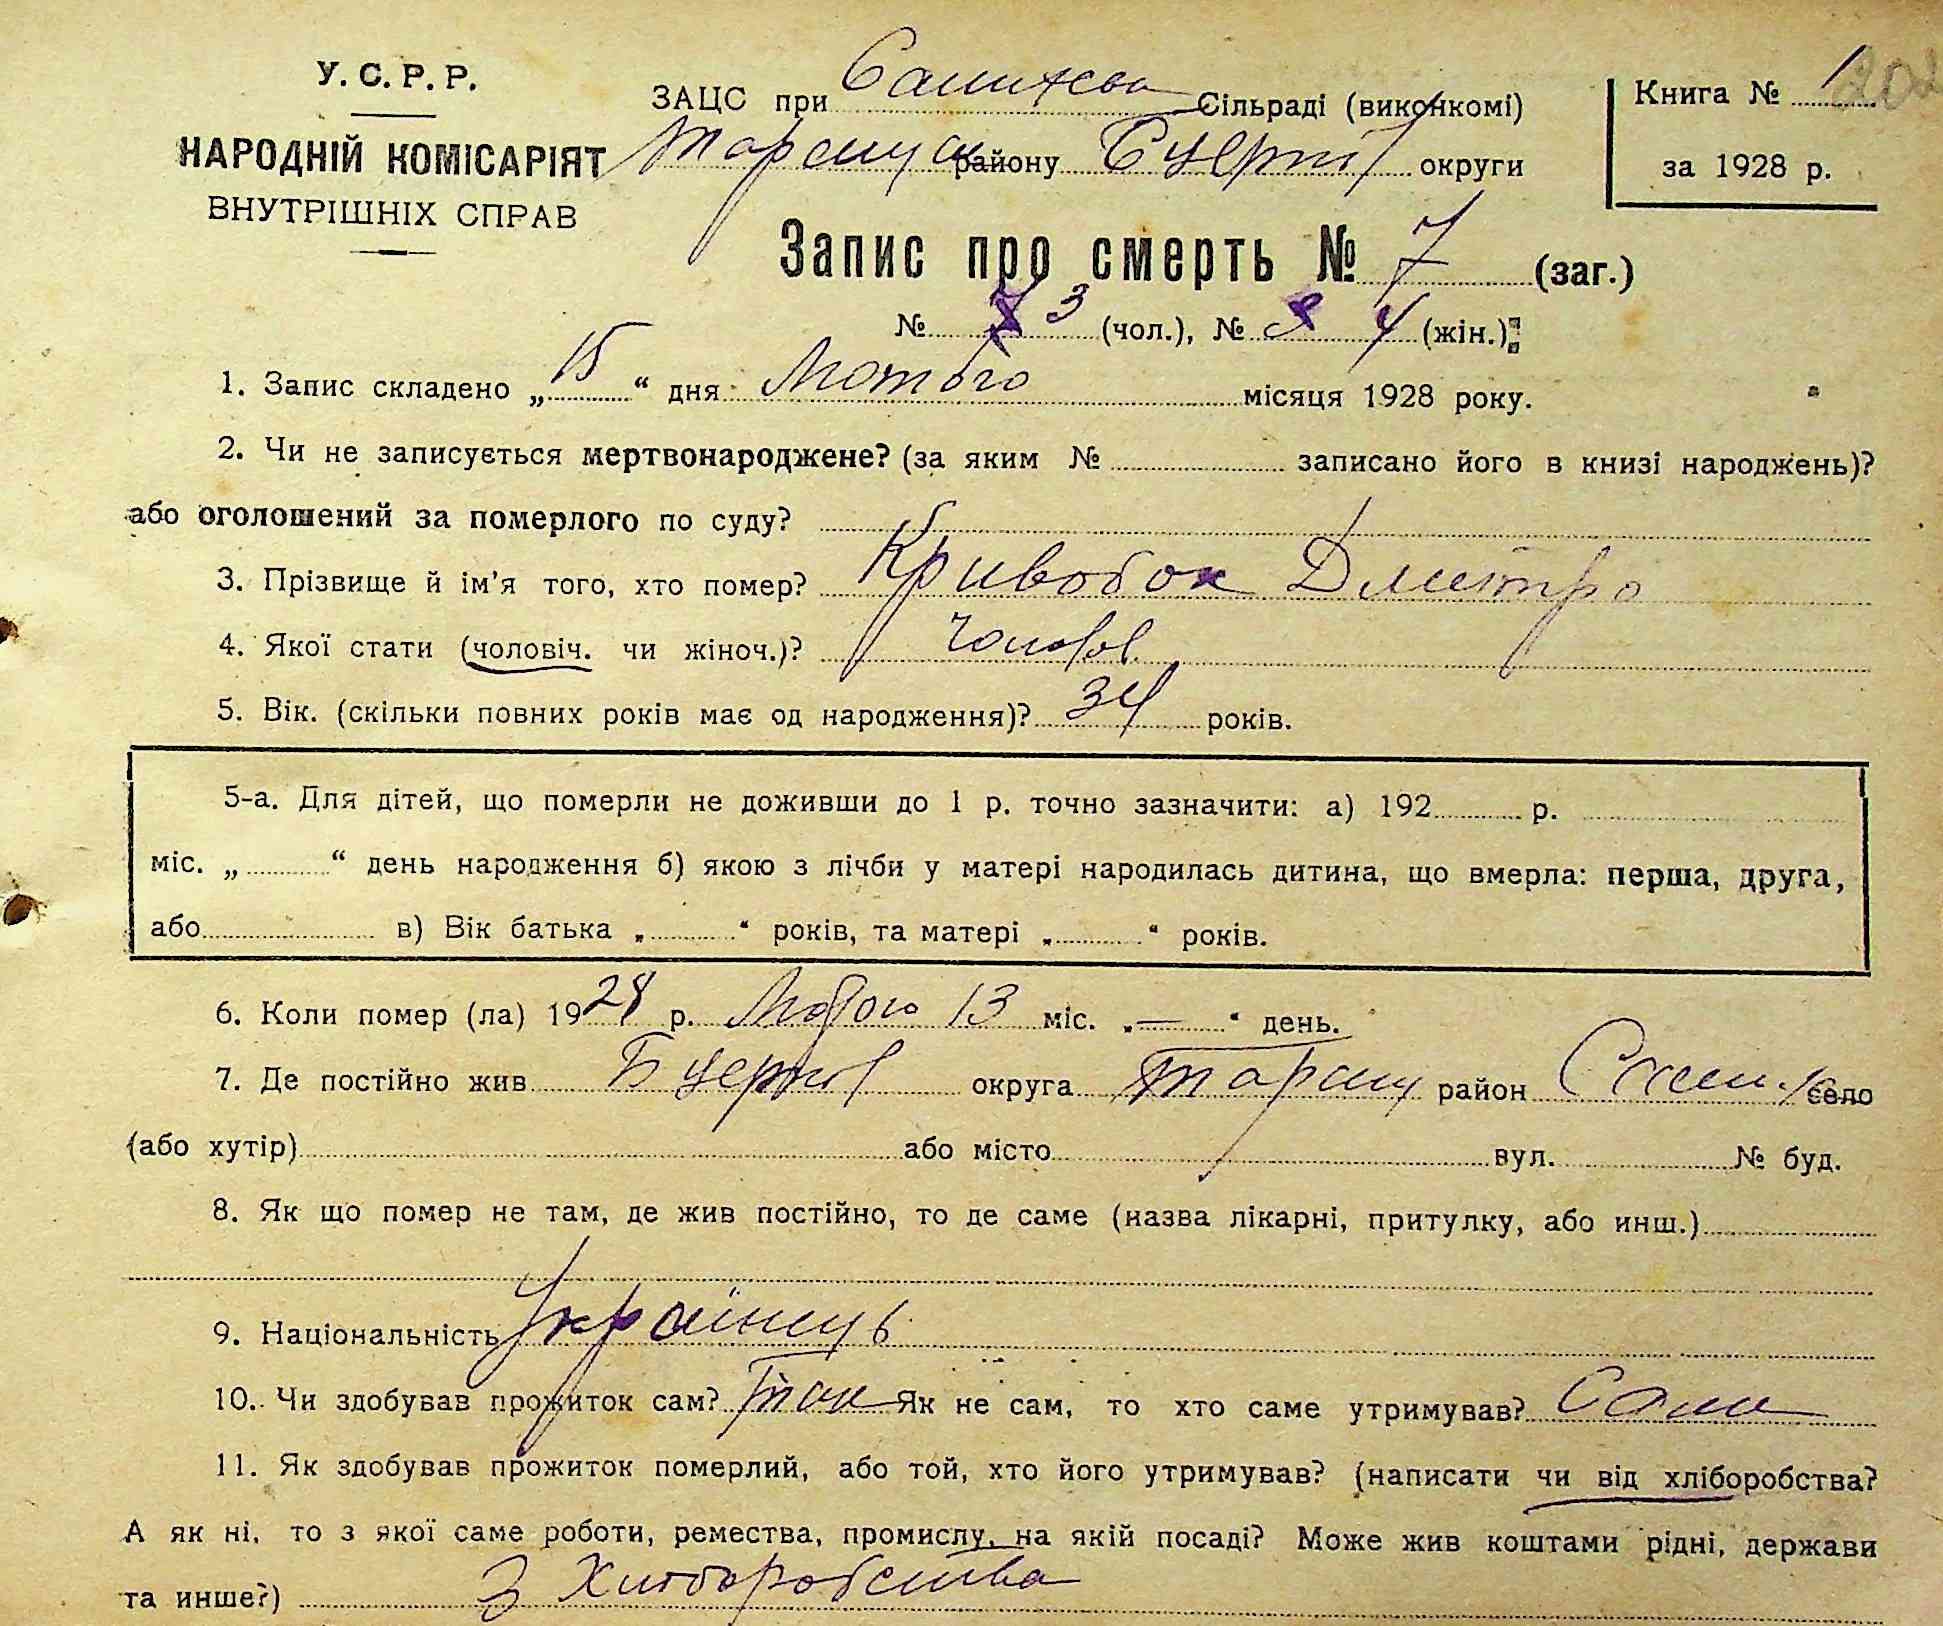 У. С. Р. Р.
НАРОДНІЙ КОМІСАРІЯТ
ВНУТРІШНІХ СПРАВ
ЗАЦС при Сільраді (виконкомі)
Таращ району Бцеркі округи
Книга № 1
202
за 1928 р.
Запис про смерть № 7 (заг.)
№ 3 (чол.), № 4 (жін.)
1. Запис складено „15“ дня Лютого місяця 1928 року.
2. Чи не записується мертвонароджене? (за яким № записано його в книзі народжень)?
або оголошений за померлого по суду?
3. Прізвище й ім’я того, хто помер? Кривобок Дмитро
4. Якої стати (чоловіч. чи жіноч.)? Чолов.
5. Вік. (скільки повних років має од народження)? 34 років.
5-а. Для дітей, що померли не доживши до 1 р. точно зазначити: а) 192 р.
міс. „ “ день народження б) якою з лічби у матері народилась дитина, що вмерла: перша, друга,
або в) Вік батька „ “ років, та матері „ “ років.
6. Коли помер (ла) 1928 р. Лютого 13 міс. „—“ день.
7. Де постійно жив округа Таращ район село
(або хутір) або місто вул. № буд.
8. Як що помер не там, де жив постійно, то де саме (назва лікарні, притулку, або инш.)
9. Національність Українець
10. Чи здобував прожиток сам? Так Як не сам, то хто саме утримував? Сам
11. Як здобував прожиток померлий, або той, хто його утримував? (написати чи від хліборобства?
А як ні, то з якої саме роботи, ремества, промислу, на якій посаді? Може жив коштами рідні, держави
та инше?) З Хліборобства